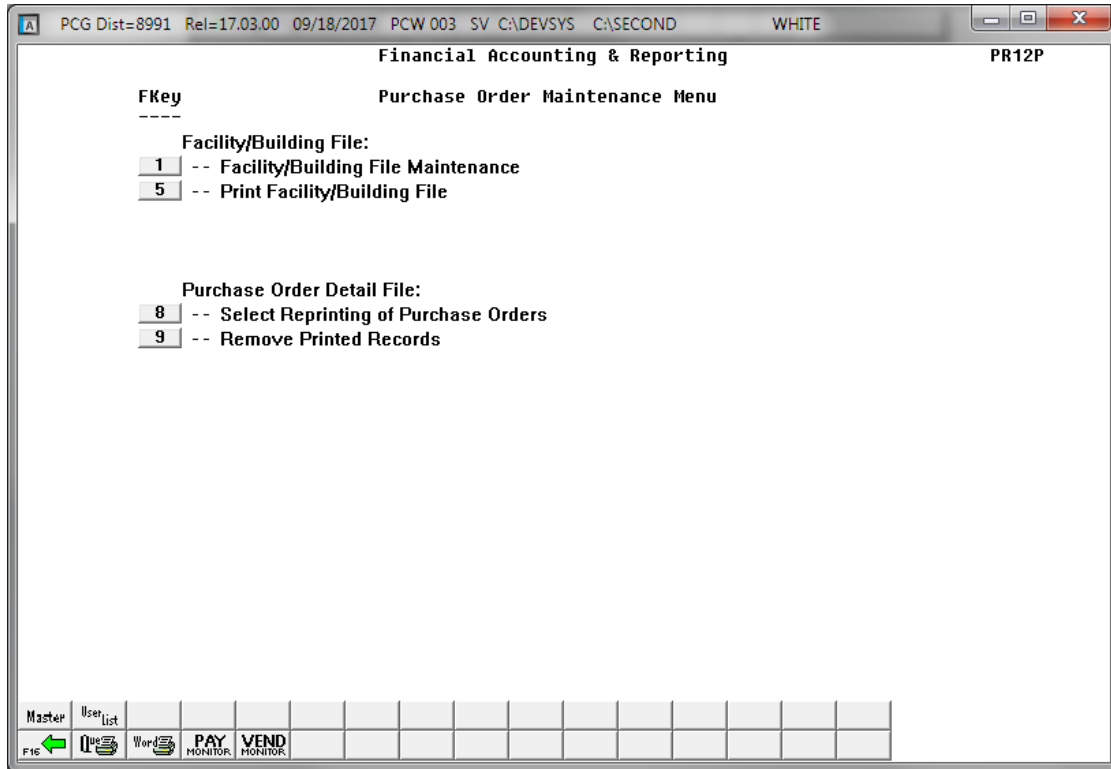 A PCG Dist=8991 Rel=17.03.00 09/18/2017 PCW 003 SV C:\DEVSYS C:\SECOND WHITE
Financial Accounting & Reporting PR12P
FKey Purchase Order Maintenance Menu
----
Facility/Building File:
1 -- Facility/Building File Maintenance
5 -- Print Facility/Building File
Purchase Order Detail File:
8 -- Select Reprinting of Purchase Orders
9 -- Remove Printed Records
Master User List
F16 Que Word PAY MONITOR VEND MONITOR